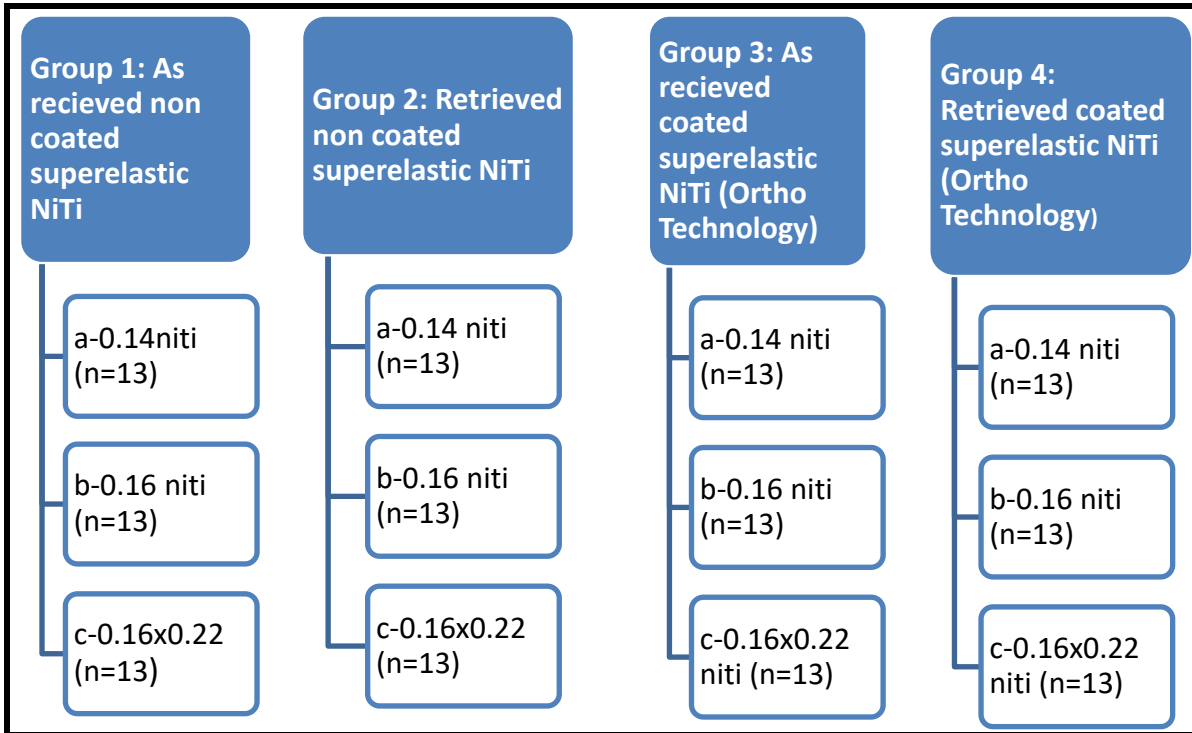 Group 1: As
recieved non
coated
superelastic
NiTi
a-0.14niti
(n=13)
b-0.16 niti
(n=13)
c-0.16x0.22
(n=13)
Group 2: Retrieved
non coated
superelastic NiTi
a-0.14 niti
(n=13)
b-0.16 niti
(n=13)
c-0.16x0.22
(n=13)
Group 3: As
recieved
coated
superelastic
NiTi (Ortho
Technology)
a-0.14 niti
(n=13)
b-0.16 niti
(n=13)
c-0.16x0.22
niti (n=13)
Group 4:
Retrieved coated
superelastic NiTi
(Ortho
Technology)
a-0.14 niti
(n=13)
b-0.16 niti
(n=13)
c-0.16x0.22
niti (n=13)